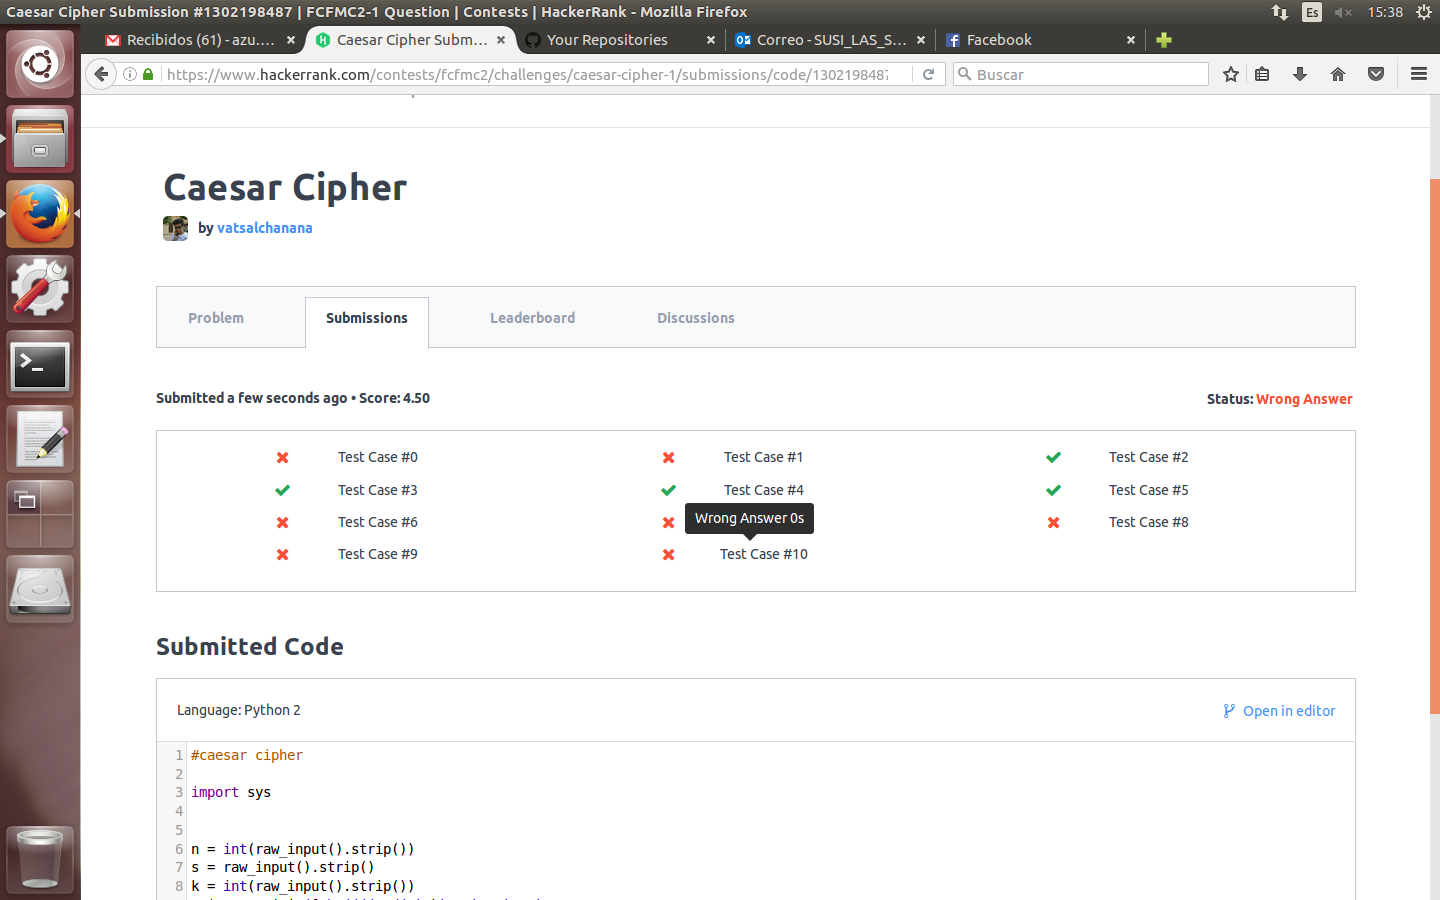 Caesar Cipher Submission #1302198487 | FCFMC2-1 Question | Contests | HackerRank - Mozilla Firefox
Es
15:38
Recibidos (61) - azu....
Caesar Cipher Subm...
Your Repositories
Correo - SUSI_LAS_S...
Facebook
https://www.hackerrank.com/contests/fcfmc2/challenges/caesar-cipher-1/submissions/code/1302198487
Buscar
Caesar Cipher
by vatsalchanana
Problem
Submissions
Leaderboard
Discussions
Submitted a few seconds ago • Score: 4.50
Status: Wrong Answer
Test Case #0
Test Case #1
Test Case #2
Test Case #3
Test Case #4
Test Case #5
Test Case #6
Wrong Answer 0s
Test Case #8
Test Case #9
Test Case #10
Submitted Code
Language: Python 2
Open in editor
1 #caesar cipher
2
3 import sys
4
5
6 n = int(raw_input().strip())
7 s = raw_input().strip()
8 k = int(raw_input().strip())